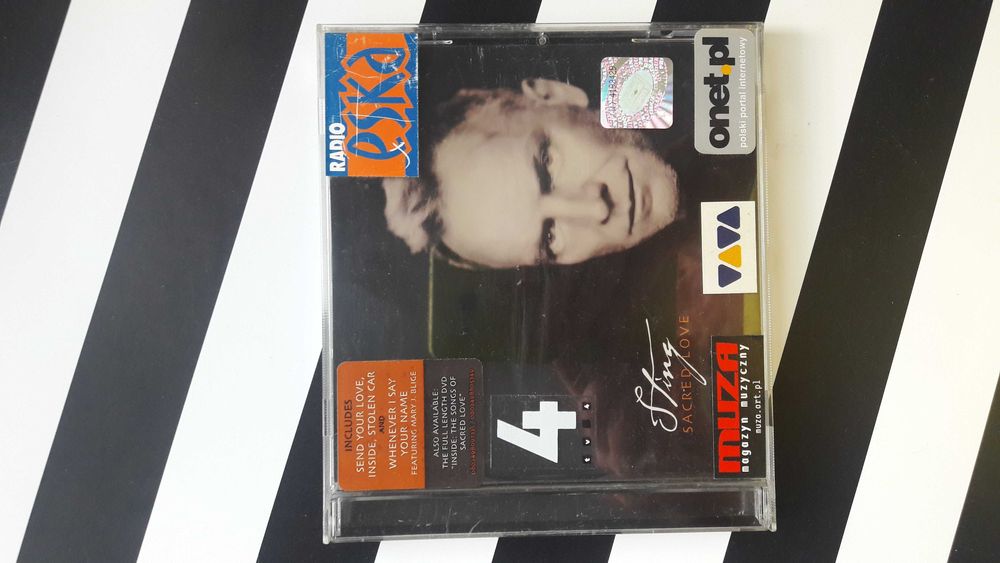 RADIO
eska
INCLUDES
SEND YOUR LOVE,
INSIDE, STOLEN CAR
AND
WHENEVER I SAY
YOUR NAME
FEATURING MARY J. BLIGE
ALSO AVAILABLE:
THE FULL LENGTH DVD
"INSIDE: THE SONGS OF
SACRED LOVE"
4
t v 4
Sting
SACRED LOVE
onet.pl
polski portal internetowy
VIVA
MUZA
magazyn muzyczny
muza.art.pl